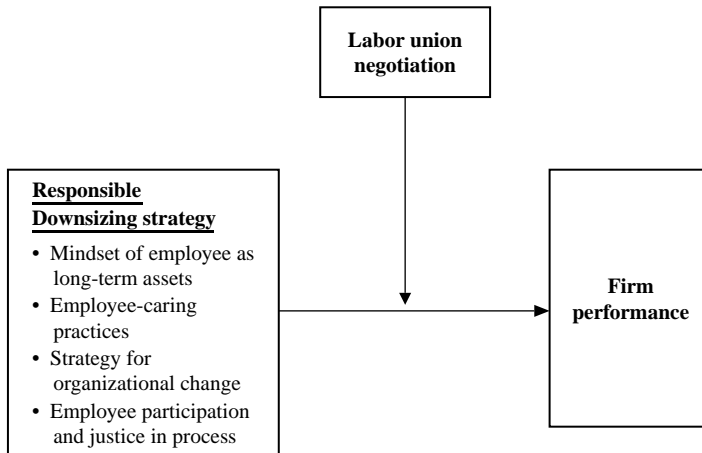 Labor union
negotiation
Responsible
Downsizing strategy
• Mindset of employee as
long-term assets
• Employee-caring
practices
• Strategy for
organizational change
• Employee participation
and justice in process
Firm
performance